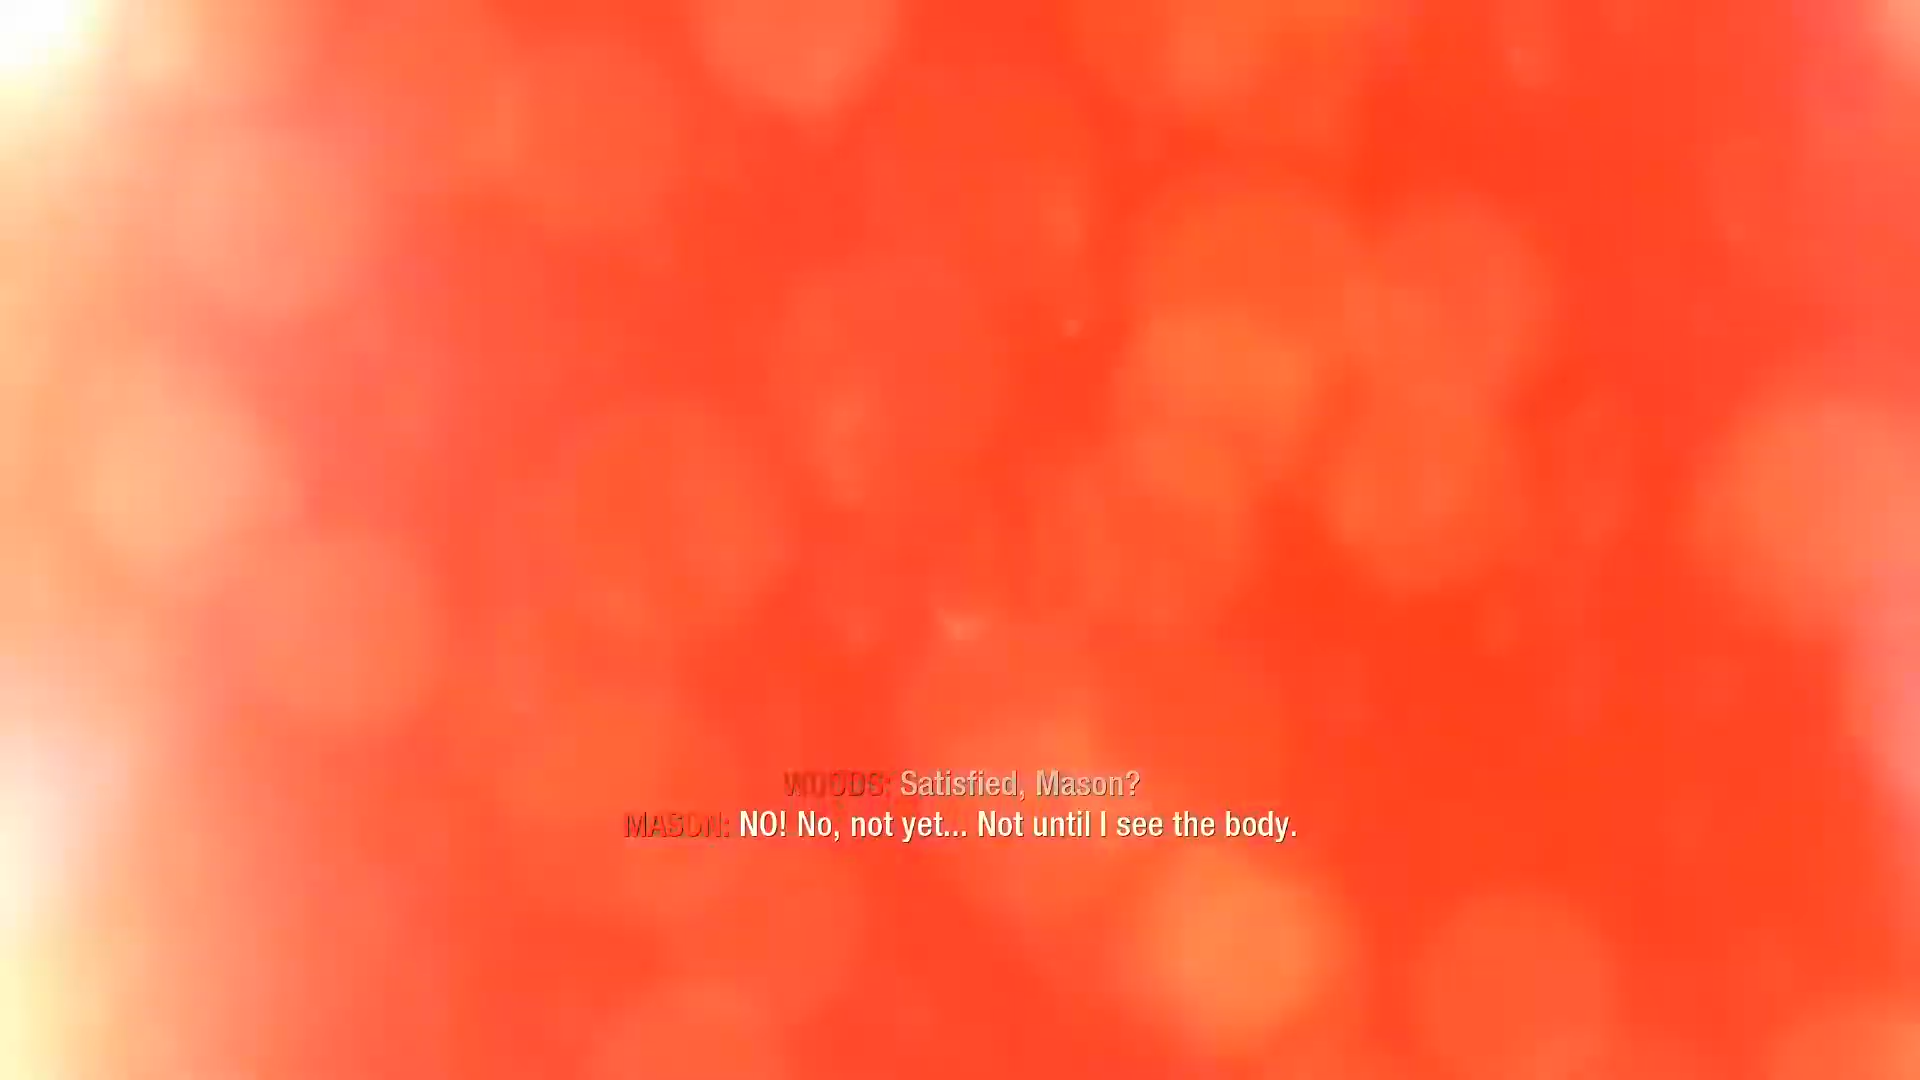 WOODS: Satisfied, Mason?
MASON: NO! No, not yet... Not until I see the body.